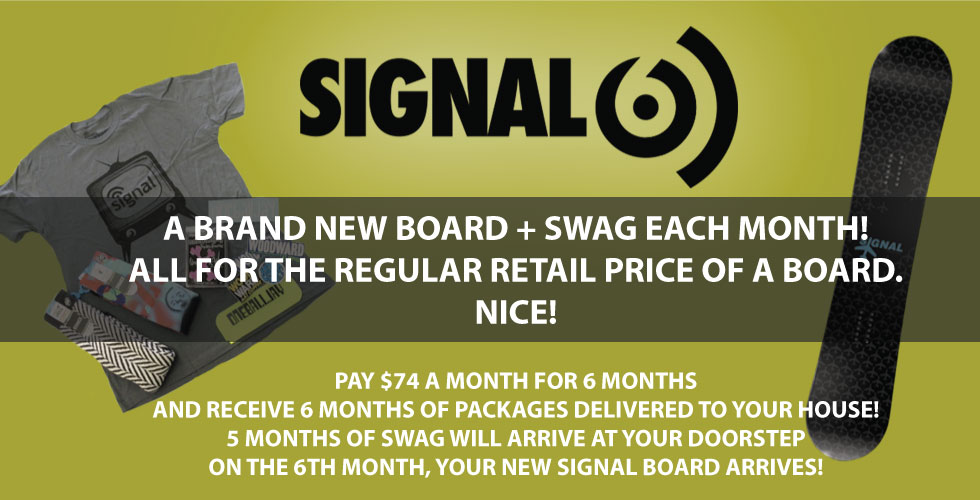 SIGNAL 6
signal
A BRAND NEW BOARD + SWAG EACH MONTH!
ALL FOR THE REGULAR RETAIL PRICE OF A BOARD.
NICE!
WOODWARD
ONEBALLJAY
SIGNAL
PAY $74 A MONTH FOR 6 MONTHS
AND RECEIVE 6 MONTHS OF PACKAGES DELIVERED TO YOUR HOUSE!
5 MONTHS OF SWAG WILL ARRIVE AT YOUR DOORSTEP
ON THE 6TH MONTH, YOUR NEW SIGNAL BOARD ARRIVES!